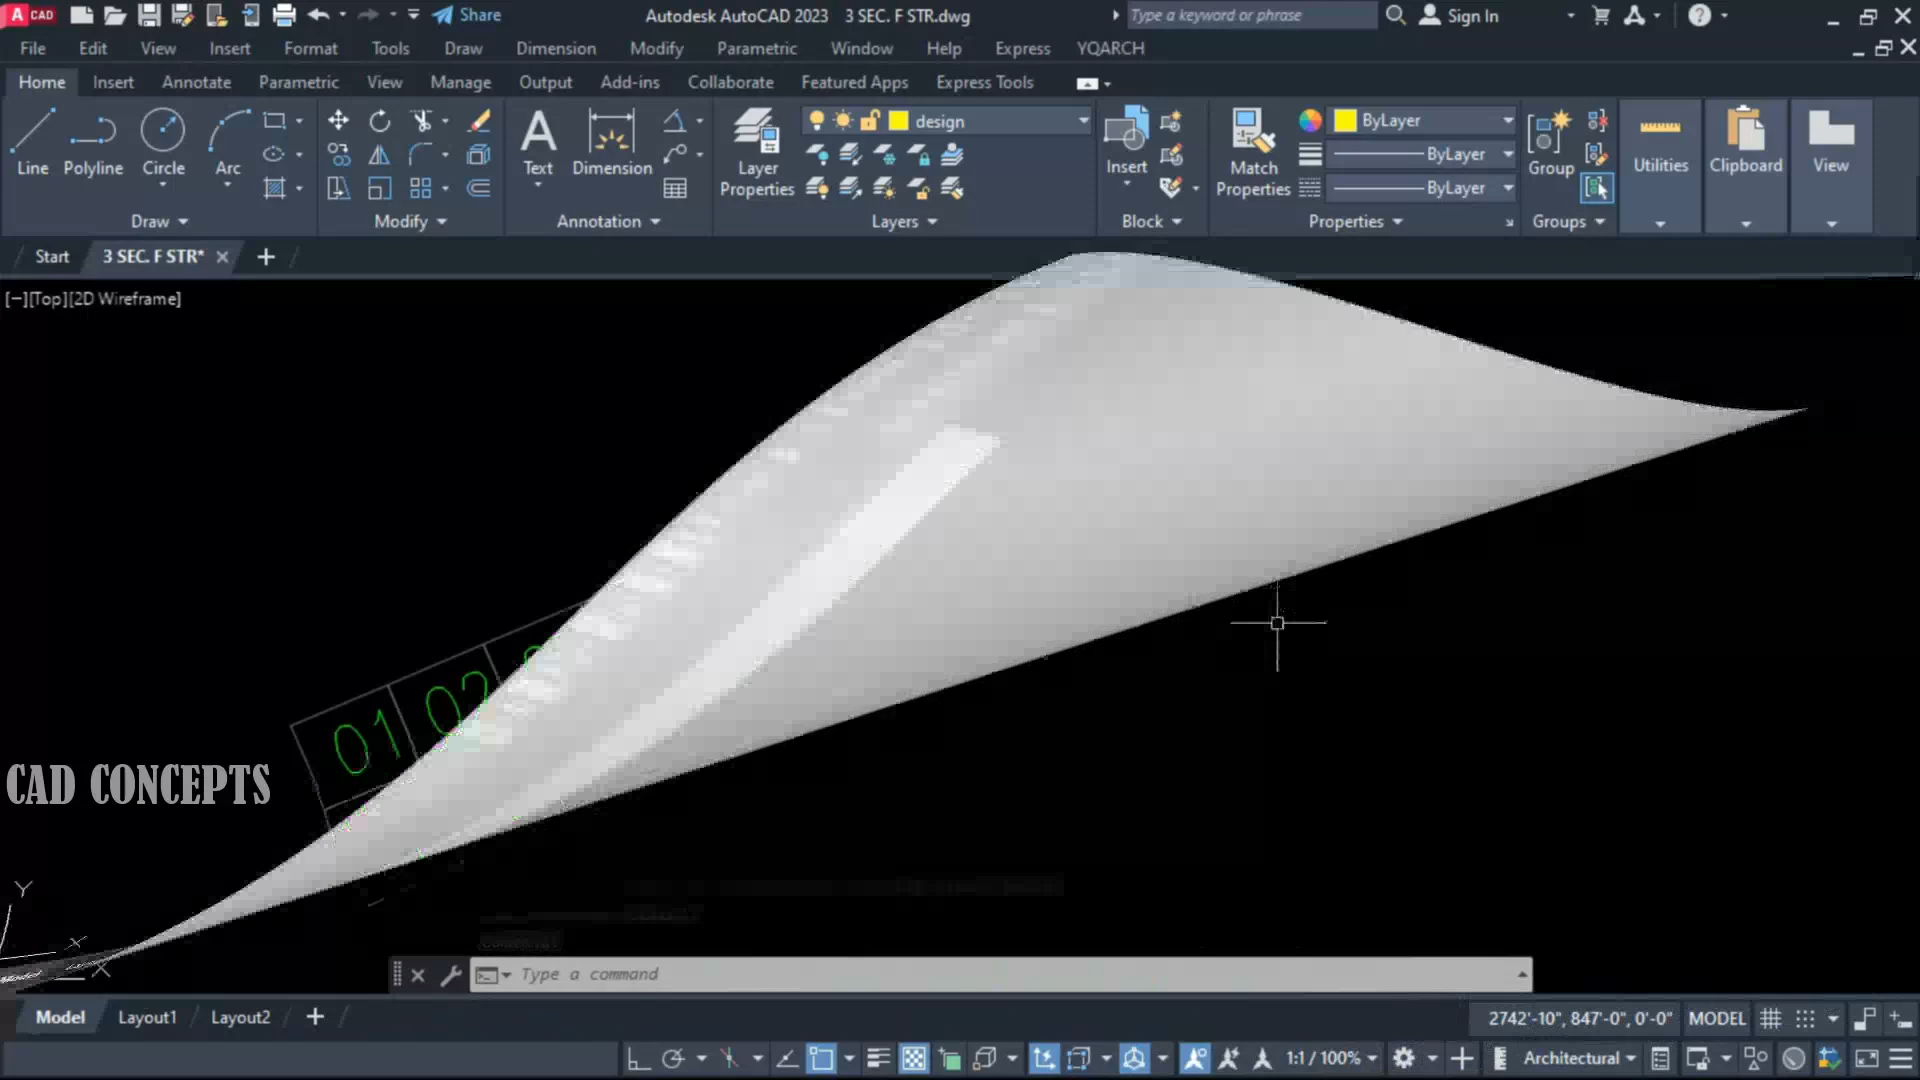 A CAD
Share
Autodesk AutoCAD 2023 3 SEC. F STR.dwg
Type a keyword or phrase
Sign In
File Edit View Insert Format Tools Draw Dimension Modify Parametric Window Help Express YQARCH
Home Insert Annotate Parametric View Manage Output Add-ins Collaborate Featured Apps Express Tools
design
ByLayer
ByLayer
ByLayer
Line Polyline Circle Arc
Text Dimension
Layer Properties
Insert
Match Properties
Group
Utilities Clipboard View
Draw Modify Annotation Layers Block Properties Groups
Start 3 SEC. F STR*
[−][Top][2D Wireframe]
01 02
CAD CONCEPTS
Y
X
Type a command
Model Layout1 Layout2
2742'-10", 847'-0", 0'-0" MODEL
1:1 / 100% Architectural